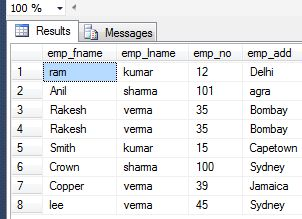 100 %
Results Messages
emp_fname emp_lname emp_no emp_add
1 ram kumar 12 Delhi
2 Anil sharma 101 agra
3 Rakesh verma 35 Bombay
4 Rakesh verma 35 Bombay
5 Smith kumar 15 Capetown
6 Crown sharma 100 Sydney
7 Copper verma 39 Jamaica
8 lee verma 45 Sydney